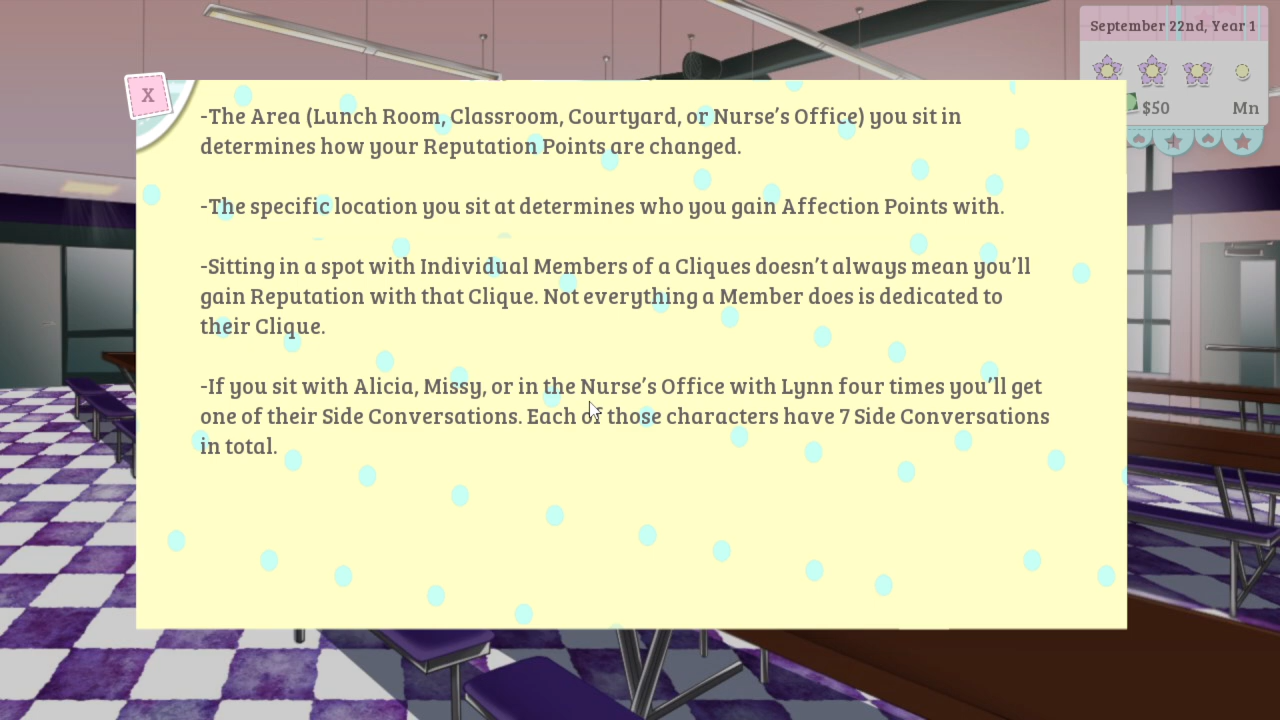 September 22nd, Year 1
$50
Mn
X
-The Area (Lunch Room, Classroom, Courtyard, or Nurse's Office) you sit in
determines how your Reputation Points are changed.
-The specific location you sit at determines who you gain Affection Points with.
-Sitting in a spot with Individual Members of a Cliques doesn't always mean you'll
gain Reputation with that Clique. Not everything a Member does is dedicated to
their Clique.
-If you sit with Alicia, Missy, or in the Nurse's Office with Lynn four times you'll get
one of their Side Conversations. Each of those characters have 7 Side Conversations
in total.